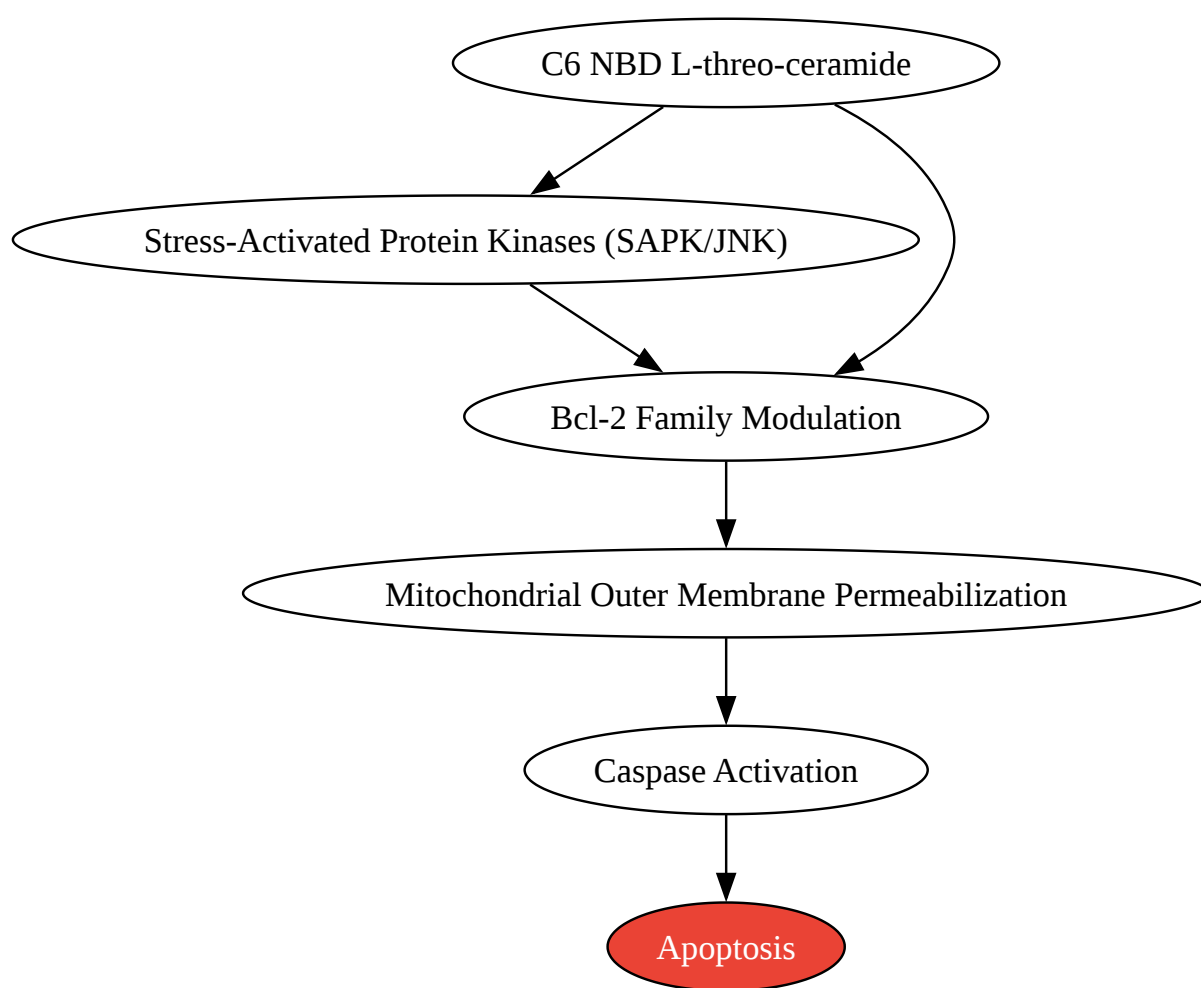 C6 NBD L-threo-ceramide
Stress-Activated Protein Kinases (SAPK/JNK)
Bcl-2 Family Modulation
Mitochondrial Outer Membrane Permeabilization
Caspase Activation
Apoptosis